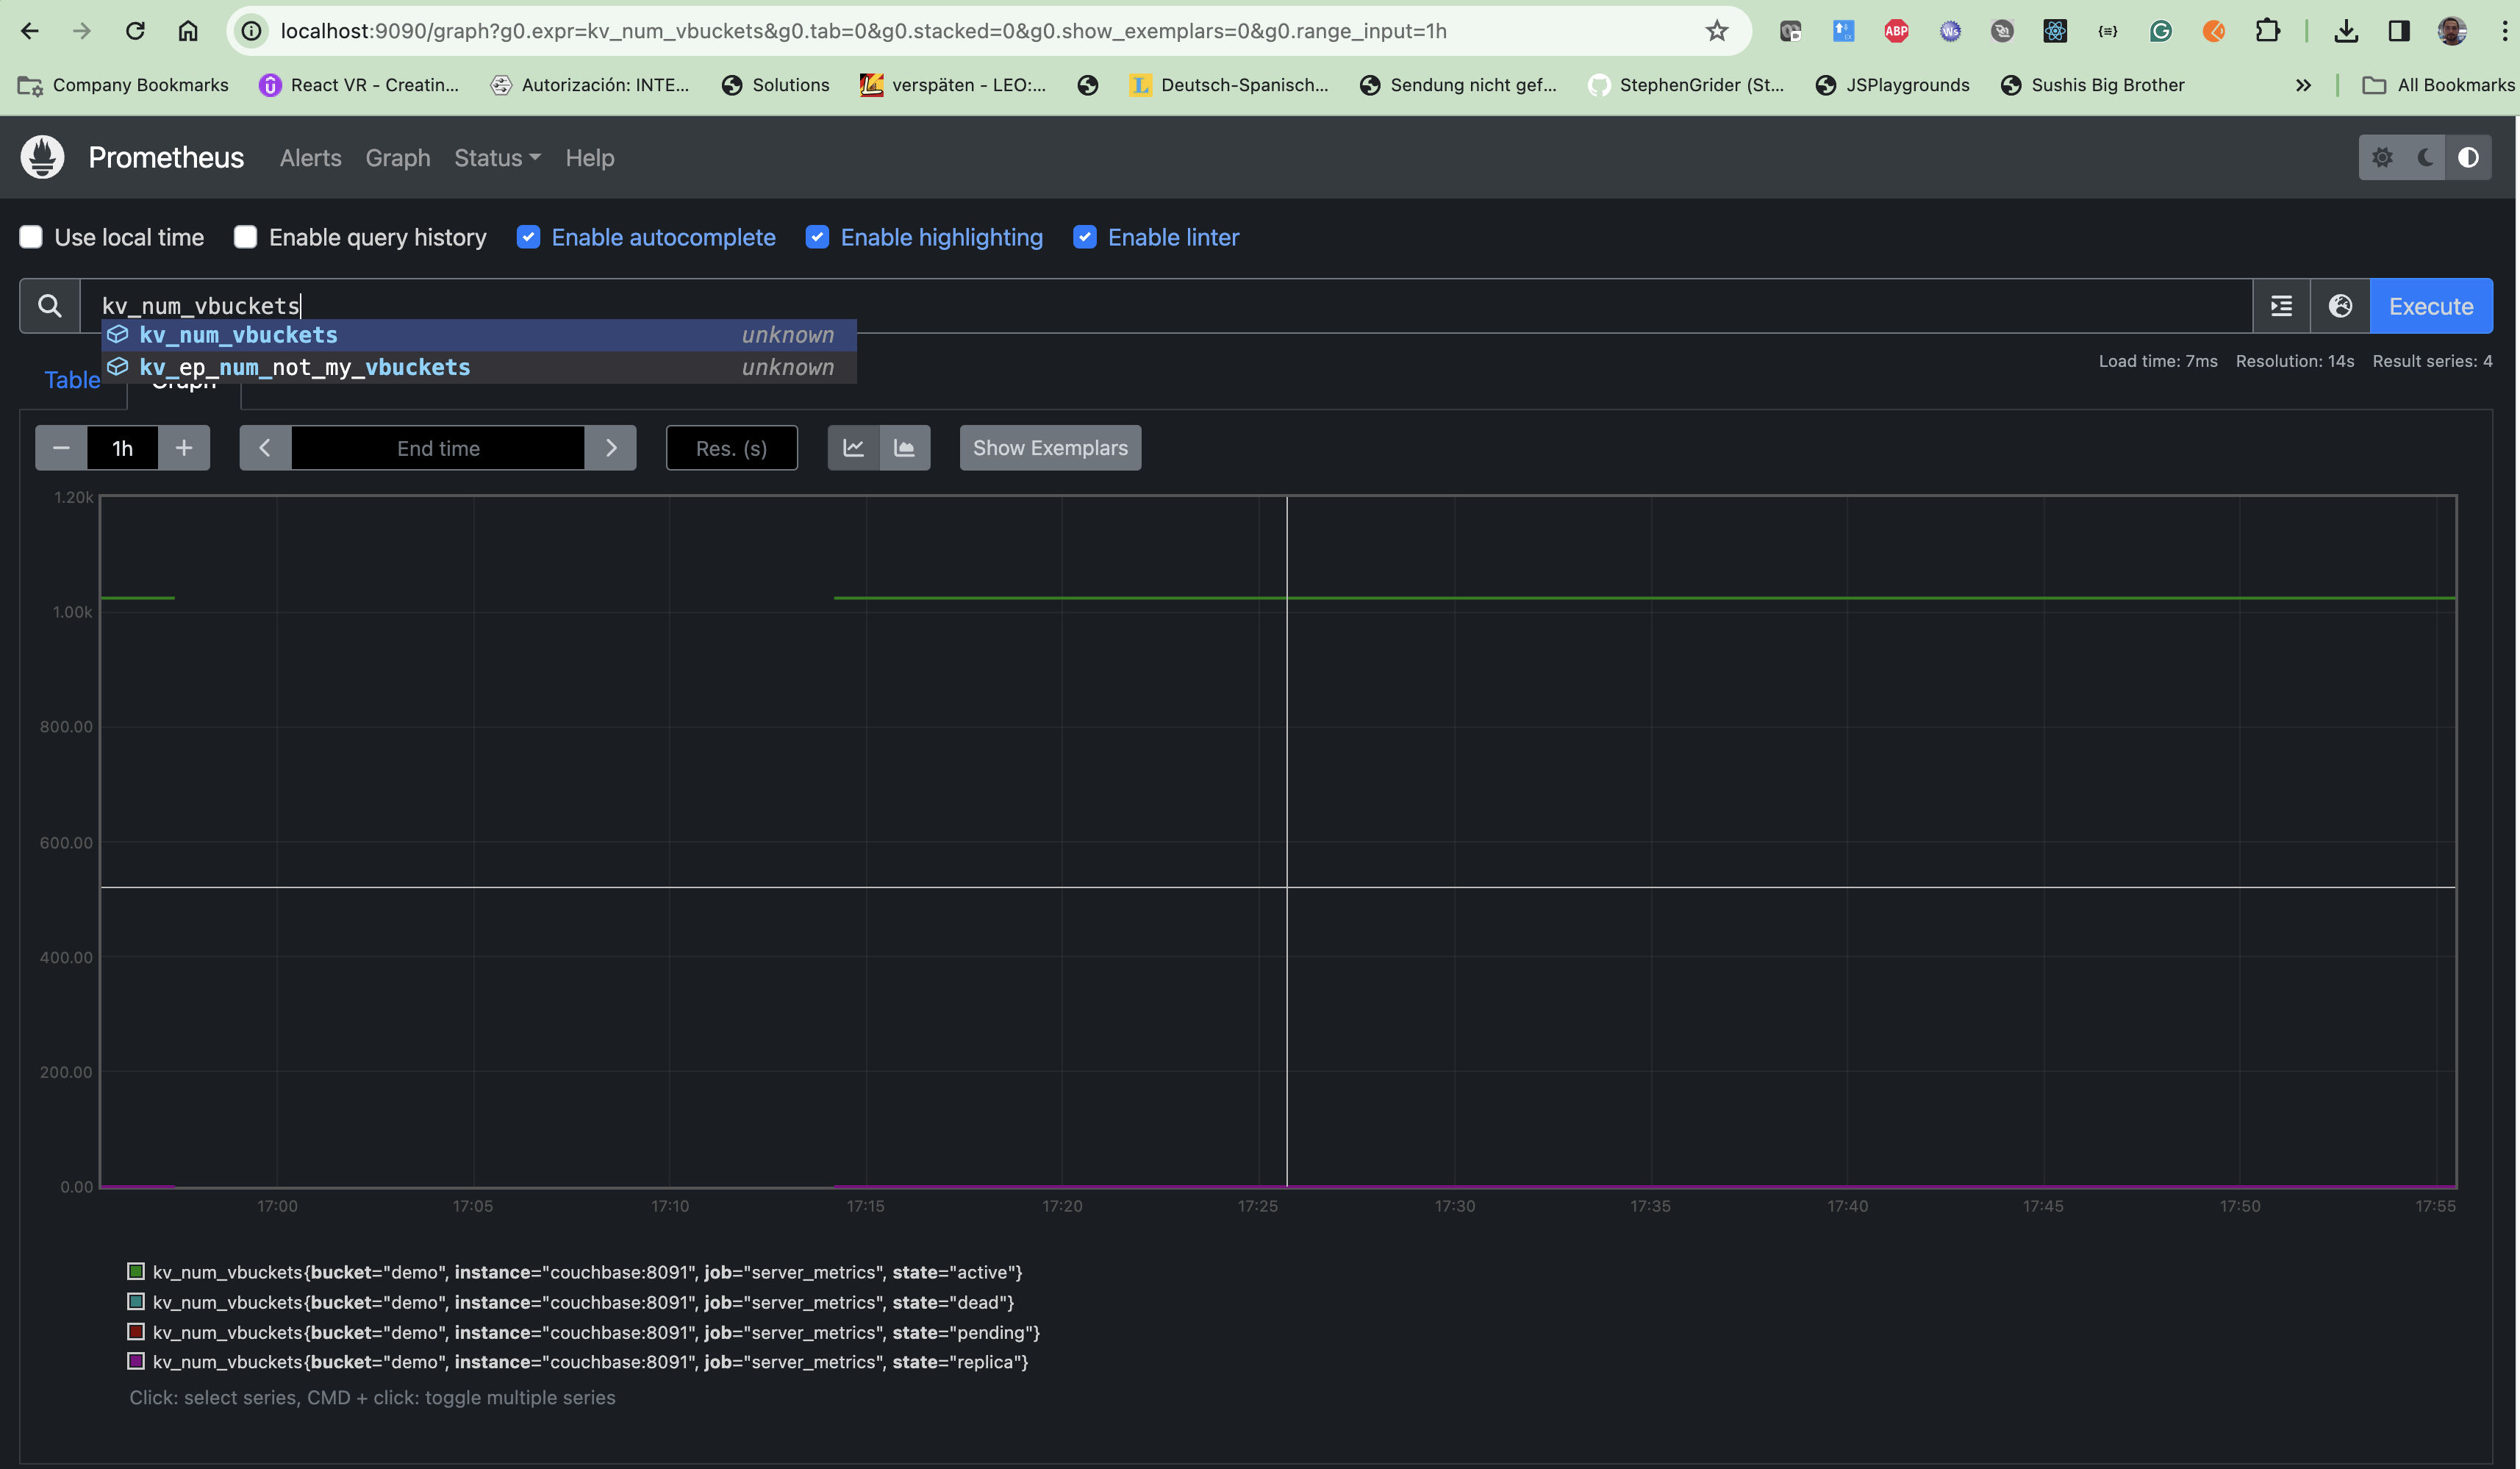 localhost:9090/graph?g0.expr=kv_num_vbuckets&g0.tab=0&g0.stacked=0&g0.show_exemplars=0&g0.range_input=1h
Company Bookmarks React VR - Creatin... Autorización: INTE... Solutions verspäten - LEO:... Deutsch-Spanisch... Sendung nicht gef... StephenGrider (St... JSPlaygrounds Sushis Big Brother All Bookmarks
Prometheus Alerts Graph Status Help
Use local time Enable query history Enable autocomplete Enable highlighting Enable linter
kv_num_vbuckets Execute
kv_num_vbuckets unknown
kv_ep_num_not_my_vbuckets unknown
Load time: 7ms Resolution: 14s Result series: 4
Table Graph
1h End time Res. (s) Show Exemplars
1.20k
1.00k
800.00
600.00
400.00
200.00
0.00
17:00 17:05 17:10 17:15 17:20 17:25 17:30 17:35 17:40 17:45 17:50 17:55
kv_num_vbuckets{bucket="demo", instance="couchbase:8091", job="server_metrics", state="active"}
kv_num_vbuckets{bucket="demo", instance="couchbase:8091", job="server_metrics", state="dead"}
kv_num_vbuckets{bucket="demo", instance="couchbase:8091", job="server_metrics", state="pending"}
kv_num_vbuckets{bucket="demo", instance="couchbase:8091", job="server_metrics", state="replica"}
Click: select series, CMD + click: toggle multiple series